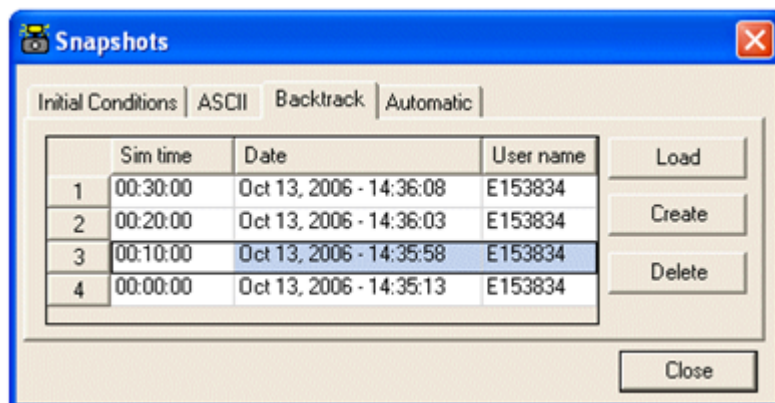 Snapshots
Initial Conditions ASCII Backtrack Automatic
Sim time Date User name
1 00:30:00 Oct 13, 2006 - 14:36:08 E153834
2 00:20:00 Oct 13, 2006 - 14:36:03 E153834
3 00:10:00 Oct 13, 2006 - 14:35:58 E153834
4 00:00:00 Oct 13, 2006 - 14:35:13 E153834
Load
Create
Delete
Close